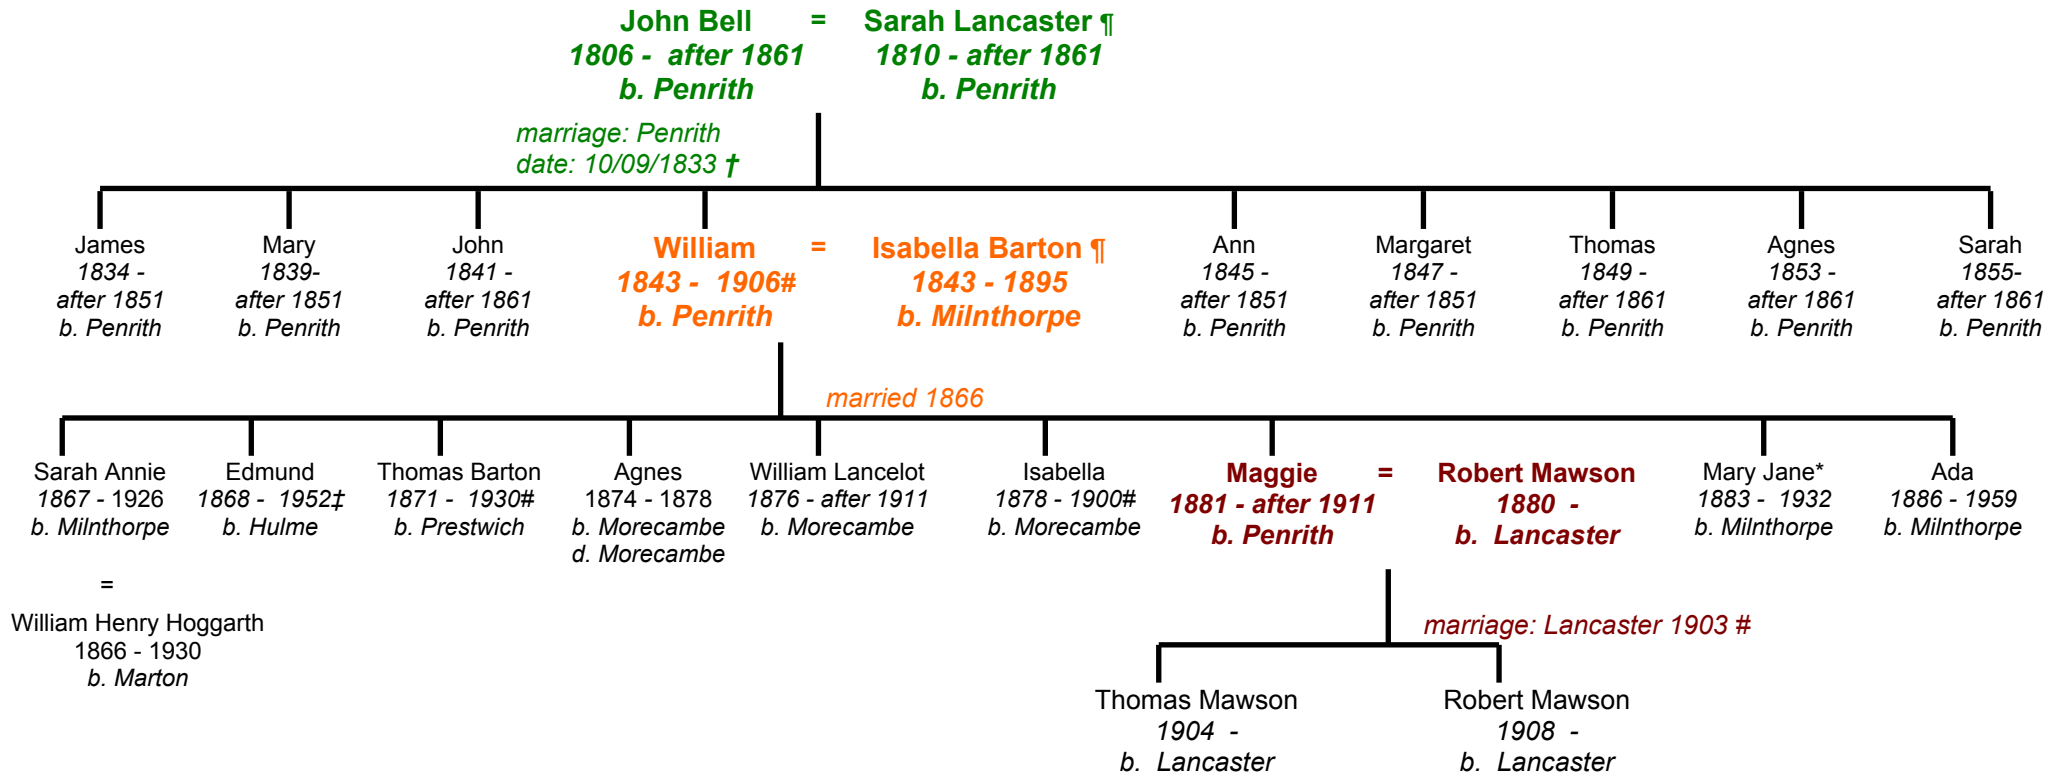 John Bell = Sarah Lancaster ¶
1806 - after 1861 1810 - after 1861
b. Penrith b. Penrith
marriage: Penrith
date: 10/09/1833 †
James Mary John William = Isabella Barton ¶ Ann Margaret Thomas Agnes Sarah
1834 - 1839- 1841 - 1843 - 1906# 1843 - 1895 1845 - 1847 - 1849 - 1853 - 1855-
after 1851 after 1851 after 1861 b. Penrith b. Milnthorpe after 1851 after 1851 after 1861 after 1861 after 1861
b. Penrith b. Penrith b. Penrith b. Penrith b. Penrith b. Penrith b. Penrith b. Penrith
married 1866
Sarah Annie Edmund Thomas Barton Agnes William Lancelot Isabella Maggie = Robert Mawson Mary Jane* Ada
1867 - 1926 1868 - 1952‡ 1871 - 1930# 1874 - 1878 1876 - after 1911 1878 - 1900# 1881 - after 1911 1880 - 1883 - 1932 1886 - 1959
b. Milnthorpe b. Hulme b. Prestwich b. Morecambe b. Morecambe b. Morecambe b. Penrith b. Lancaster b. Milnthorpe b. Milnthorpe
d. Morecambe
=
William Henry Hoggarth
1866 - 1930
b. Marton
marriage: Lancaster 1903 #
Thomas Mawson Robert Mawson
1904 - 1908 -
b. Lancaster b. Lancaster